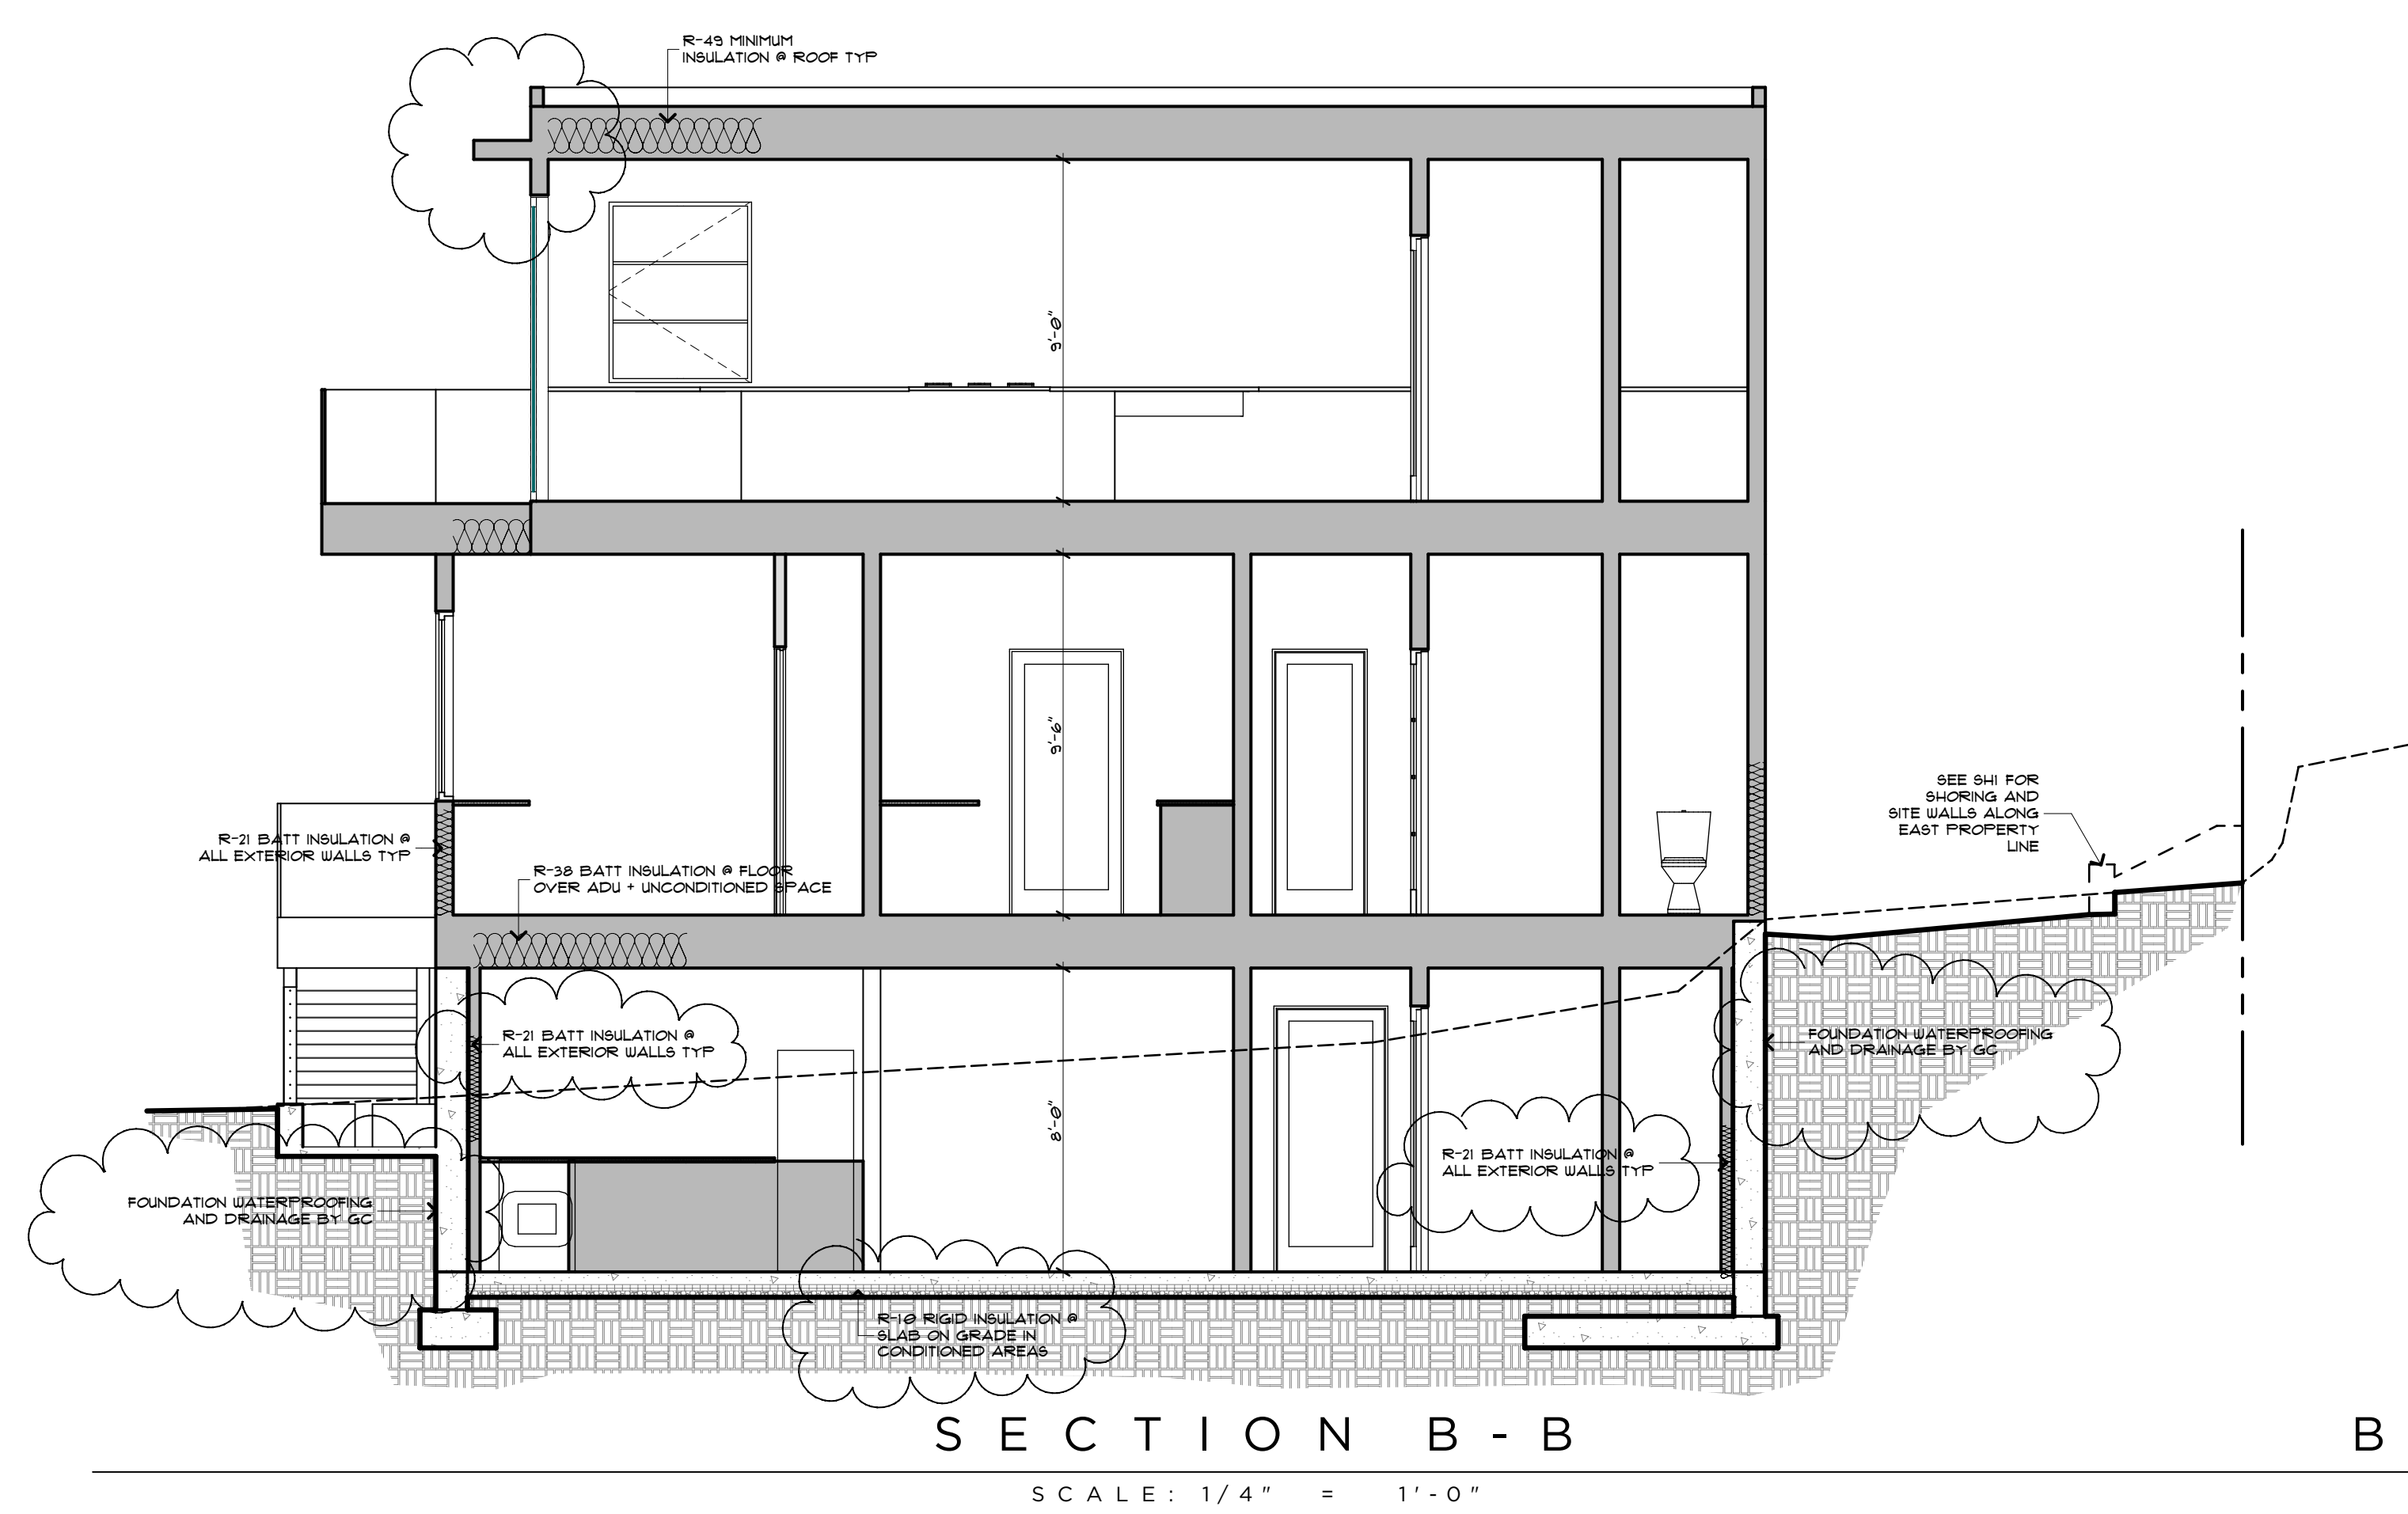 R-49 MINIMUM
INSULATION @ ROOF TYP
9'-0"
9'-6"
SEE SH1 FOR
SHORING AND
SITE WALLS ALONG
EAST PROPERTY
LINE
R-21 BATT INSULATION @
ALL EXTERIOR WALLS TYP
R-38 BATT INSULATION @ FLOOR
OVER ADU + UNCONDITIONED SPACE
R-21 BATT INSULATION @
ALL EXTERIOR WALLS TYP
FOUNDATION WATERPROOFING
AND DRAINAGE BY GC
8'-0"
R-21 BATT INSULATION @
ALL EXTERIOR WALLS TYP
FOUNDATION WATERPROOFING
AND DRAINAGE BY GC
R-10 RIGID INSULATION @
SLAB ON GRADE IN
CONDITIONED AREAS
SECTION B-B
B
SCALE: 1/4" = 1'-0"